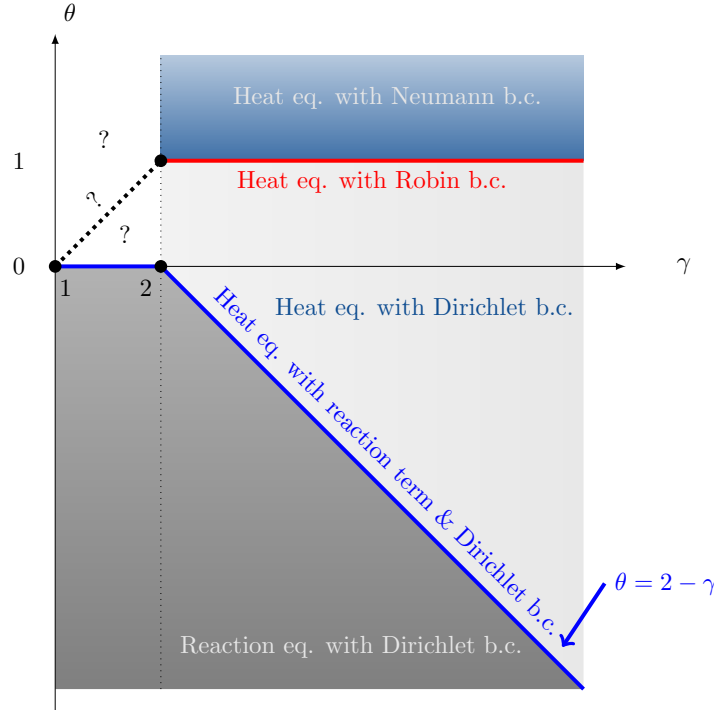 θ
Heat eq. with Neumann b.c.
?
1
Heat eq. with Robin b.c.
?
?
0
γ
1
2
Heat eq. with Dirichlet b.c.
Heat eq. with reaction term & Dirichlet b.c.
θ = 2 − γ
Reaction eq. with Dirichlet b.c.